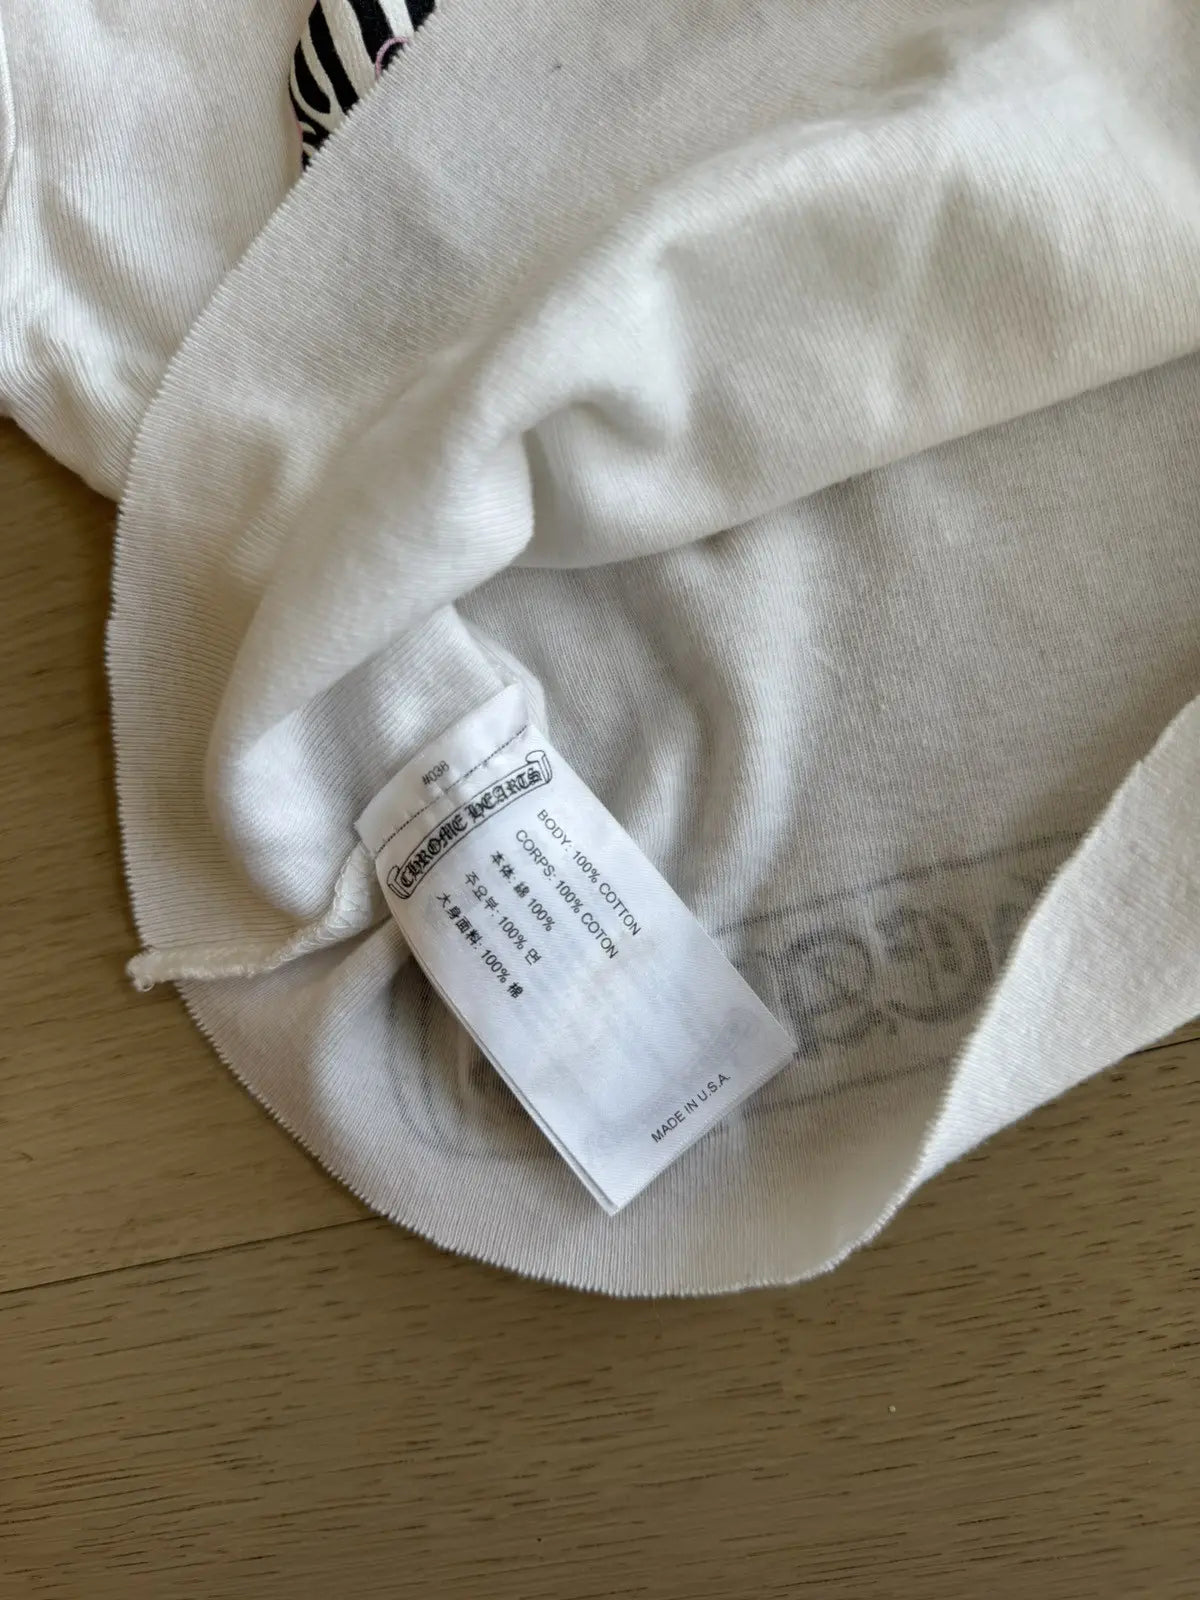 #038
CHROME HEARTS
BODY: 100% COTTON
CORPS: 100% COTON
本体: 綿 100%
주요부: 100% 면
大身面料: 100% 棉
MADE IN U.S.A.